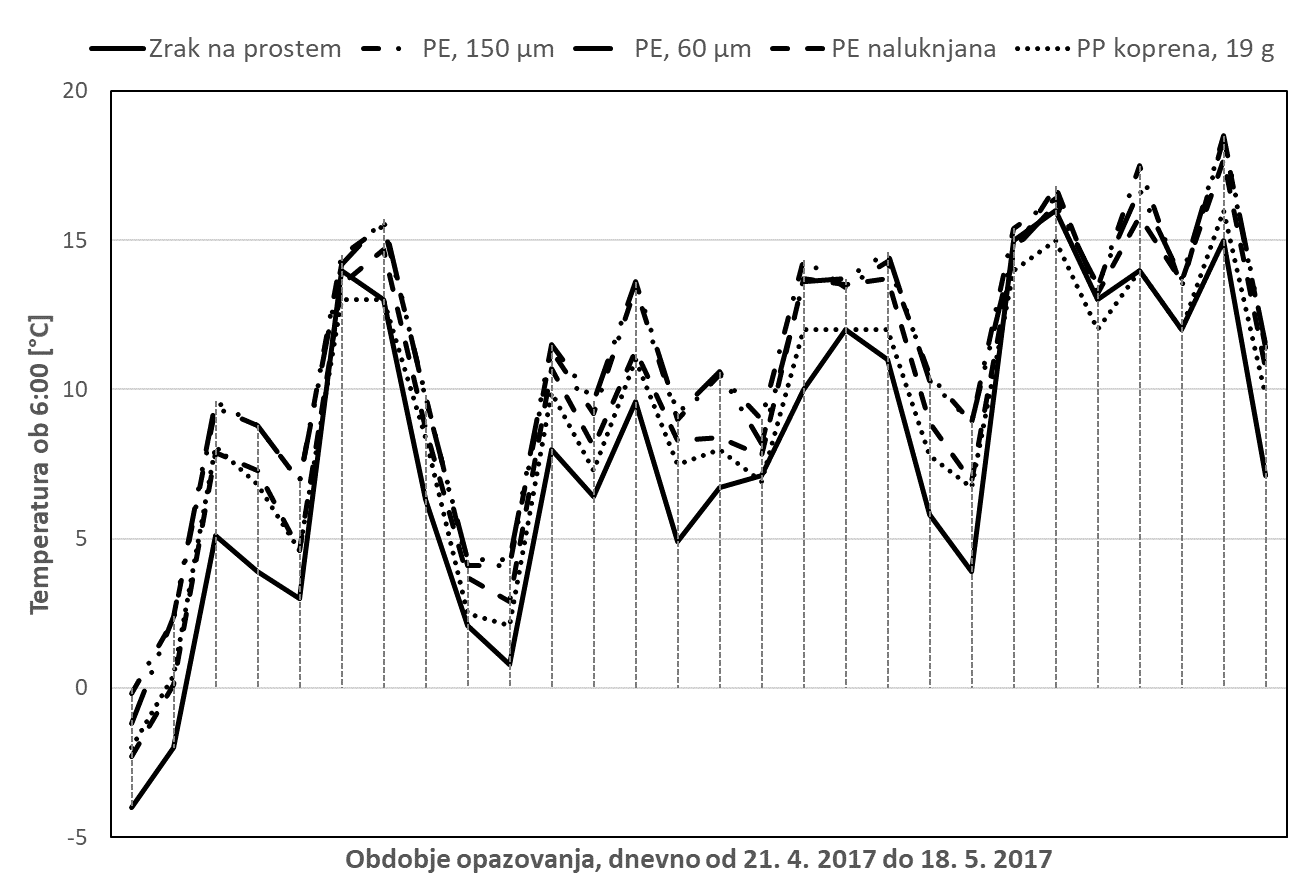 Zrak na prostem PE, 150 µm PE, 60 µm PE naluknjana PP koprena, 19 g
20
15
10
5
0
-5
Temperatura ob 6:00 [°C]
Obdobje opazovanja, dnevno od 21. 4. 2017 do 18. 5. 2017